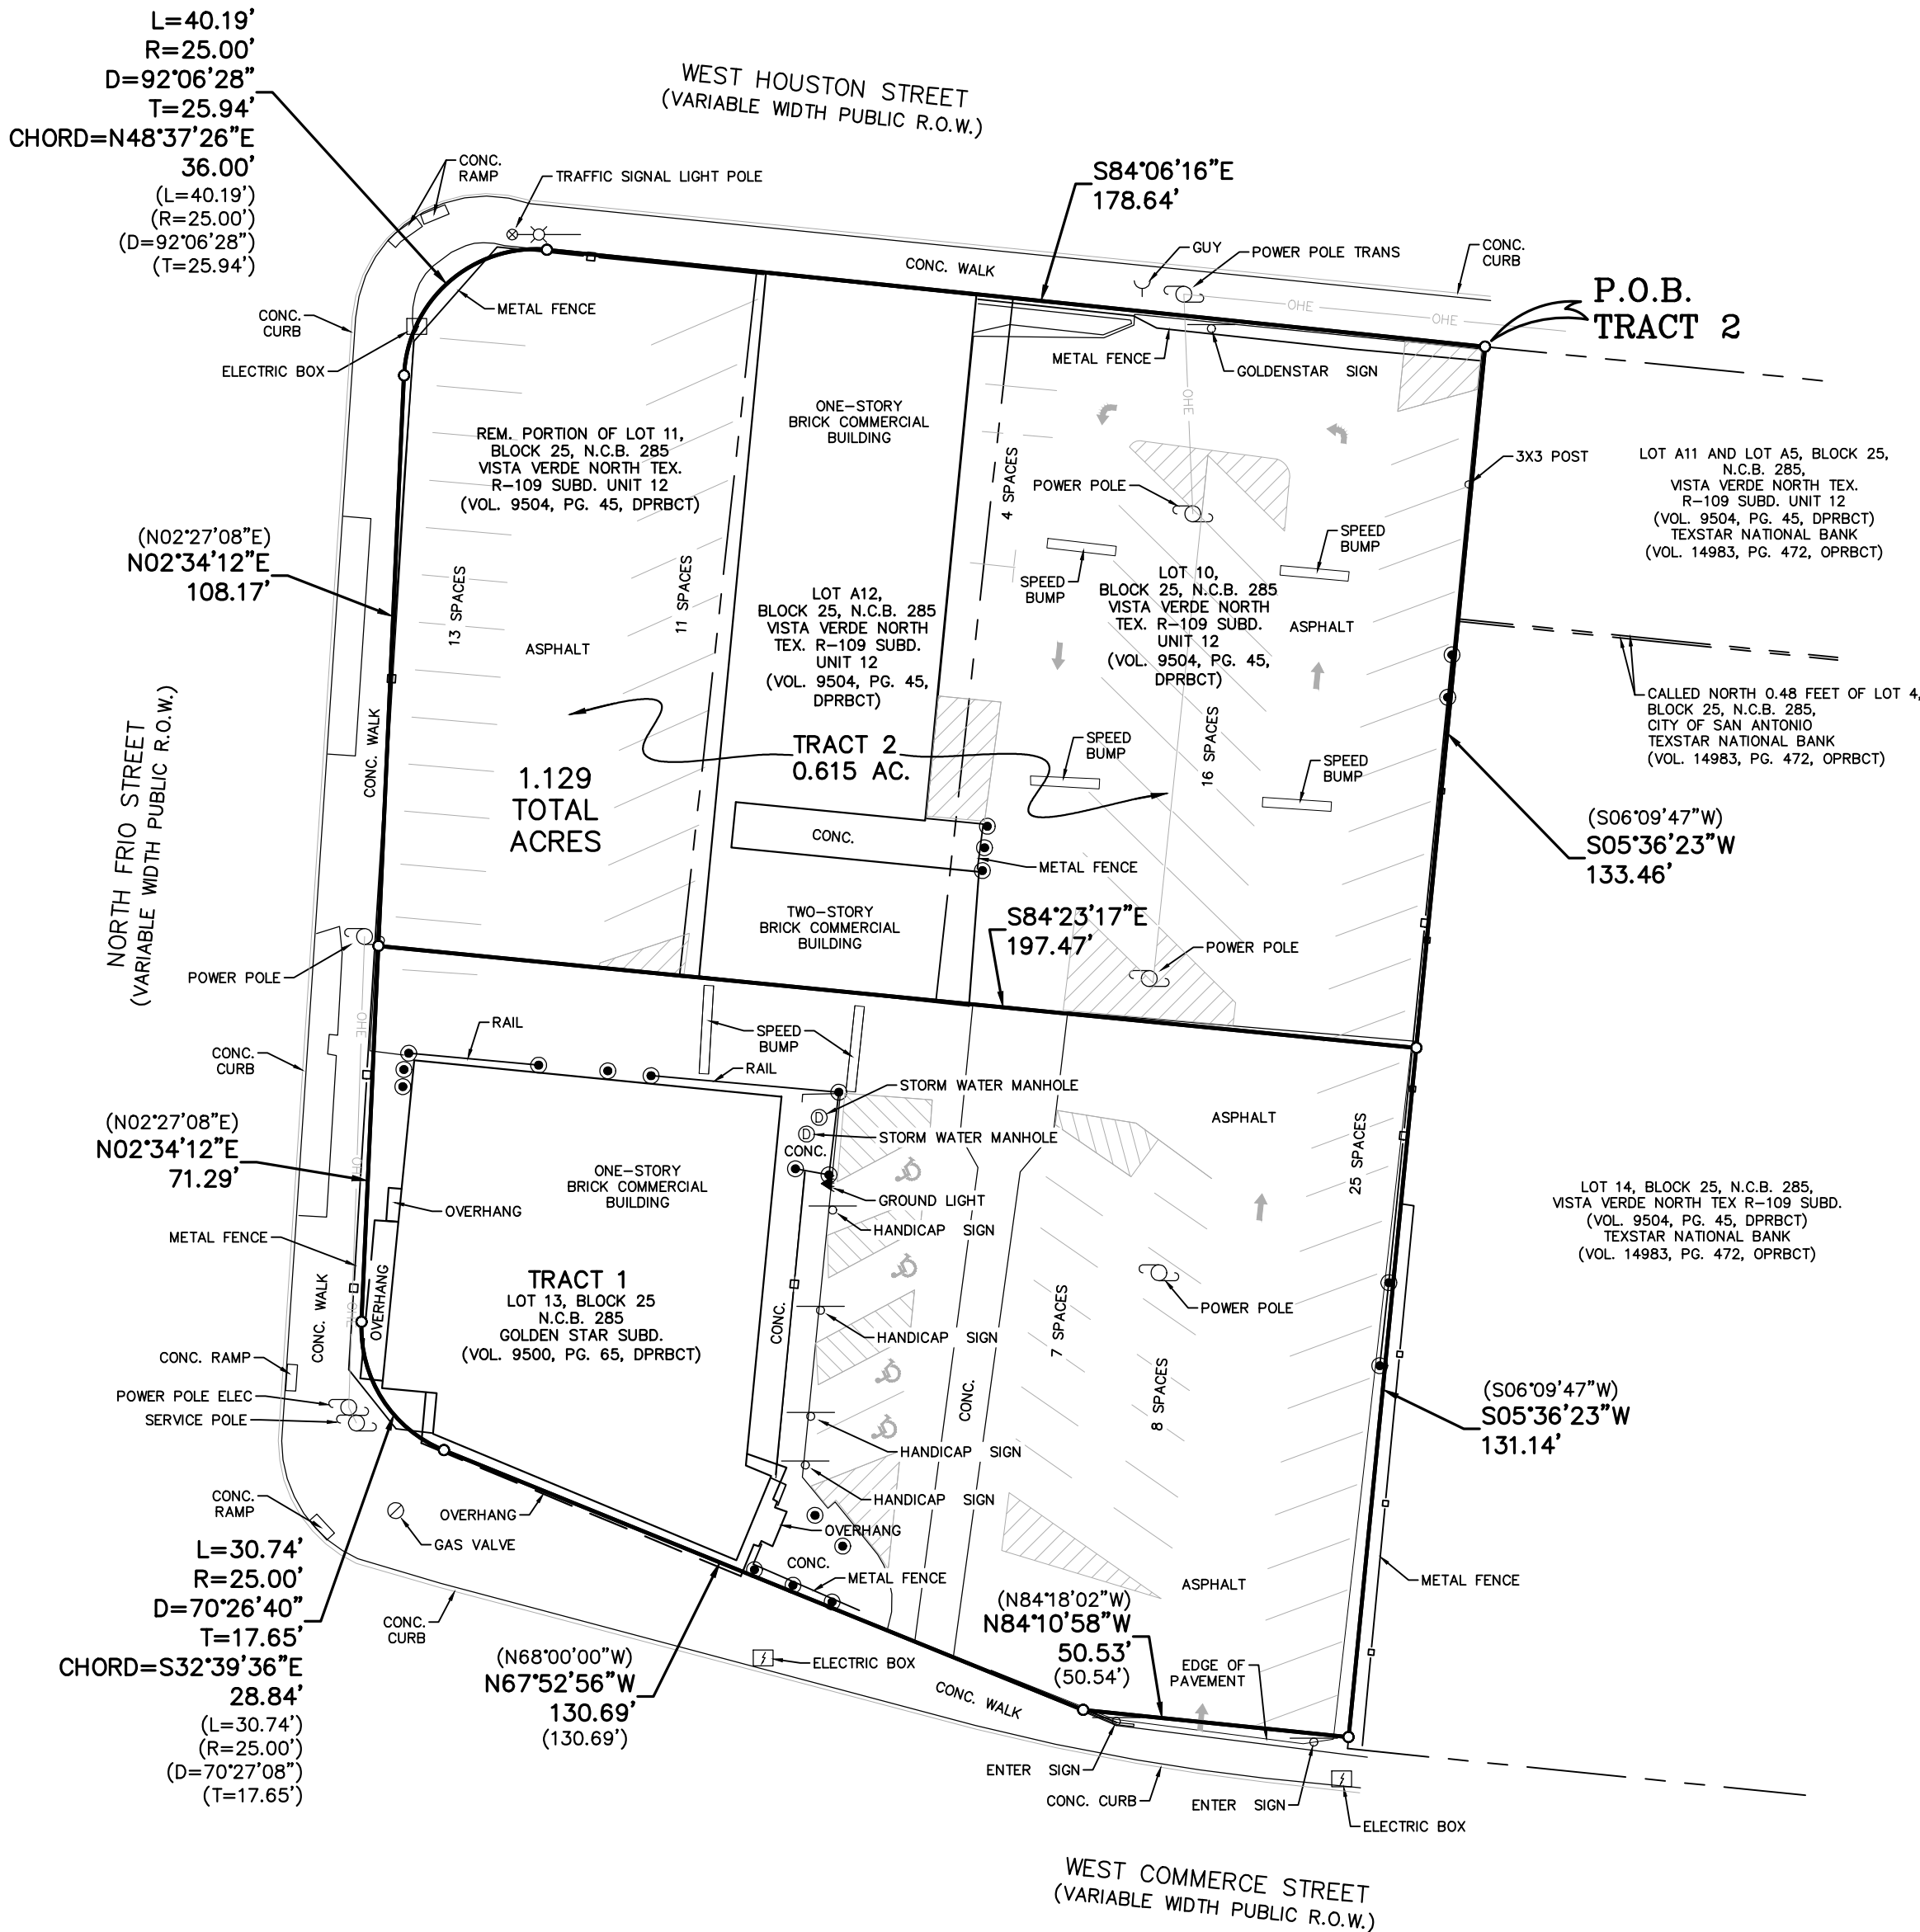 L=40.19'
R=25.00'
D=92°06'28"
T=25.94'
CHORD=N48°37'26"E
36.00'
(L=40.19')
(R=25.00')
(D=92°06'28")
(T=25.94')
WEST HOUSTON STREET
(VARIABLE WIDTH PUBLIC R.O.W.)
CONC.
RAMP
TRAFFIC SIGNAL LIGHT POLE
S84°06'16"E
178.64'
GUY
POWER POLE TRANS
CONC.
CURB
CONC. WALK
OHE
OHE
P.O.B.
TRACT 2
CONC.
CURB
METAL FENCE
ELECTRIC BOX
METAL FENCE
GOLDENSTAR SIGN
OHE
ONE-STORY
BRICK COMMERCIAL
BUILDING
REM. PORTION OF LOT 11,
BLOCK 25, N.C.B. 285
VISTA VERDE NORTH TEX.
R-109 SUBD. UNIT 12
(VOL. 9504, PG. 45, DPRBCT)
4 SPACES
POWER POLE
3X3 POST
LOT A11 AND LOT A5, BLOCK 25,
N.C.B. 285,
VISTA VERDE NORTH TEX.
R-109 SUBD. UNIT 12
(VOL. 9504, PG. 45, DPRBCT)
TEXSTAR NATIONAL BANK
(VOL. 14983, PG. 472, OPRBCT)
(N02°27'08"E)
N02°34'12"E
108.17'
SPEED
BUMP
SPEED
BUMP
13 SPACES
11 SPACES
ASPHALT
LOT A12,
BLOCK 25, N.C.B. 285
VISTA VERDE NORTH
TEX. R-109 SUBD.
UNIT 12
(VOL. 9504, PG. 45,
DPRBCT)
LOT 10,
BLOCK 25, N.C.B. 285
VISTA VERDE NORTH
TEX. R-109 SUBD.
UNIT 12
(VOL. 9504, PG. 45,
DPRBCT)
ASPHALT
CALLED NORTH 0.48 FEET OF LOT 4,
BLOCK 25, N.C.B. 285,
CITY OF SAN ANTONIO
TEXSTAR NATIONAL BANK
(VOL. 14983, PG. 472, OPRBCT)
NORTH FRIO STREET
(VARIABLE WIDTH PUBLIC R.O.W.)
CONC. WALK
TRACT 2
0.615 AC.
SPEED
BUMP
16 SPACES
SPEED
BUMP
1.129
TOTAL
ACRES
CONC.
METAL FENCE
(S06°09'47"W)
S05°36'23"W
133.46'
TWO-STORY
BRICK COMMERCIAL
BUILDING
S84°23'17"E
197.47'
POWER POLE
POWER POLE
OHE
RAIL
SPEED
BUMP
RAIL
CONC.
CURB
STORM WATER MANHOLE
D
D
STORM WATER MANHOLE
CONC.
ASPHALT
25 SPACES
(N02°27'08"E)
N02°34'12"E
71.29'
OHE
ONE-STORY
BRICK COMMERCIAL
BUILDING
GROUND LIGHT
HANDICAP SIGN
OVERHANG
METAL FENCE
LOT 14, BLOCK 25, N.C.B. 285,
VISTA VERDE NORTH TEX R-109 SUBD.
(VOL. 9504, PG. 45, DPRBCT)
TEXSTAR NATIONAL BANK
(VOL. 14983, PG. 472, OPRBCT)
TRACT 1
LOT 13, BLOCK 25
N.C.B. 285
GOLDEN STAR SUBD.
(VOL. 9500, PG. 65, DPRBCT)
OVERHANG
CONC. WALK
OHE
CONC.
HANDICAP SIGN
7 SPACES
POWER POLE
CONC. RAMP
POWER POLE ELEC
SERVICE POLE
CONC.
8 SPACES
(S06°09'47"W)
S05°36'23"W
131.14'
HANDICAP SIGN
HANDICAP SIGN
CONC.
RAMP
OVERHANG
GAS VALVE
OVERHANG
CONC.
METAL FENCE
ASPHALT
METAL FENCE
L=30.74'
R=25.00'
D=70°26'40"
T=17.65'
CHORD=S32°39'36"E
28.84'
(L=30.74')
(R=25.00')
(D=70°27'08")
(T=17.65')
CONC.
CURB
(N68°00'00"W)
N67°52'56"W
130.69'
(130.69')
ELECTRIC BOX
(N84°18'02"W)
N84°10'58"W
50.53'
(50.54')
EDGE OF
PAVEMENT
CONC. WALK
ENTER SIGN
CONC. CURB
ENTER SIGN
ELECTRIC BOX
WEST COMMERCE STREET
(VARIABLE WIDTH PUBLIC R.O.W.)